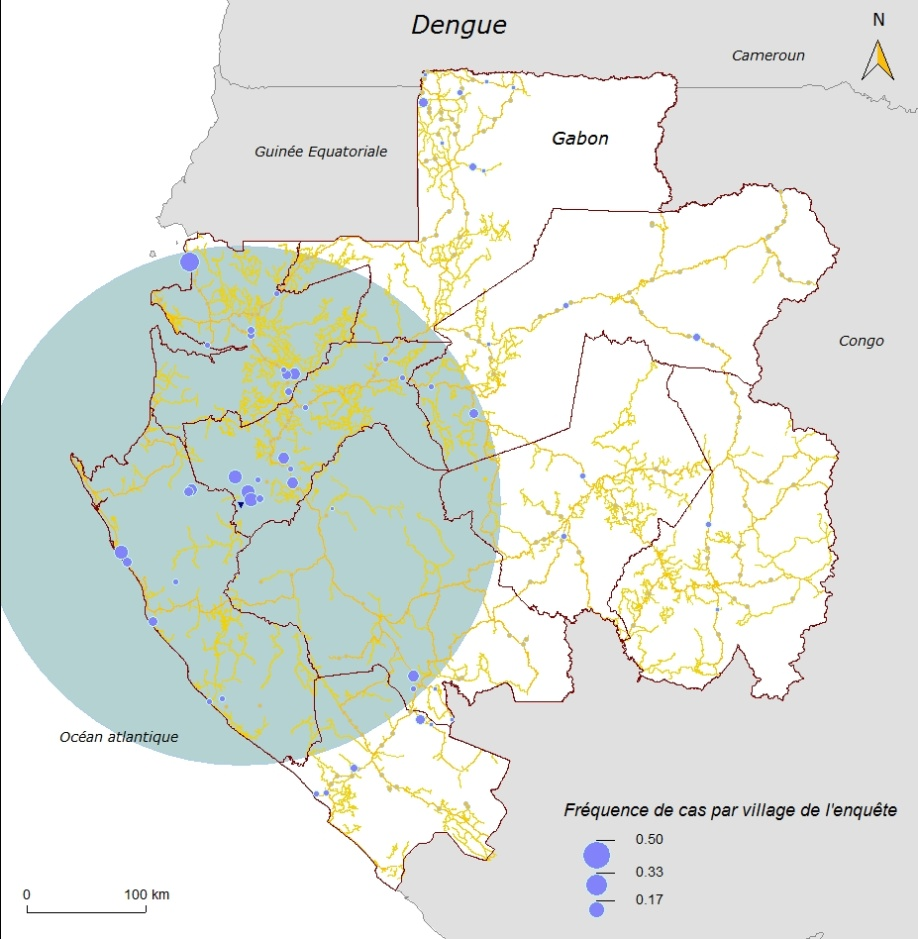 Dengue
N
Cameroun
Gabon
Guinée Equatoriale
Congo
Océan atlantique
Fréquence de cas par village de l'enquête
0.50
0.33
0.17
0 100 km